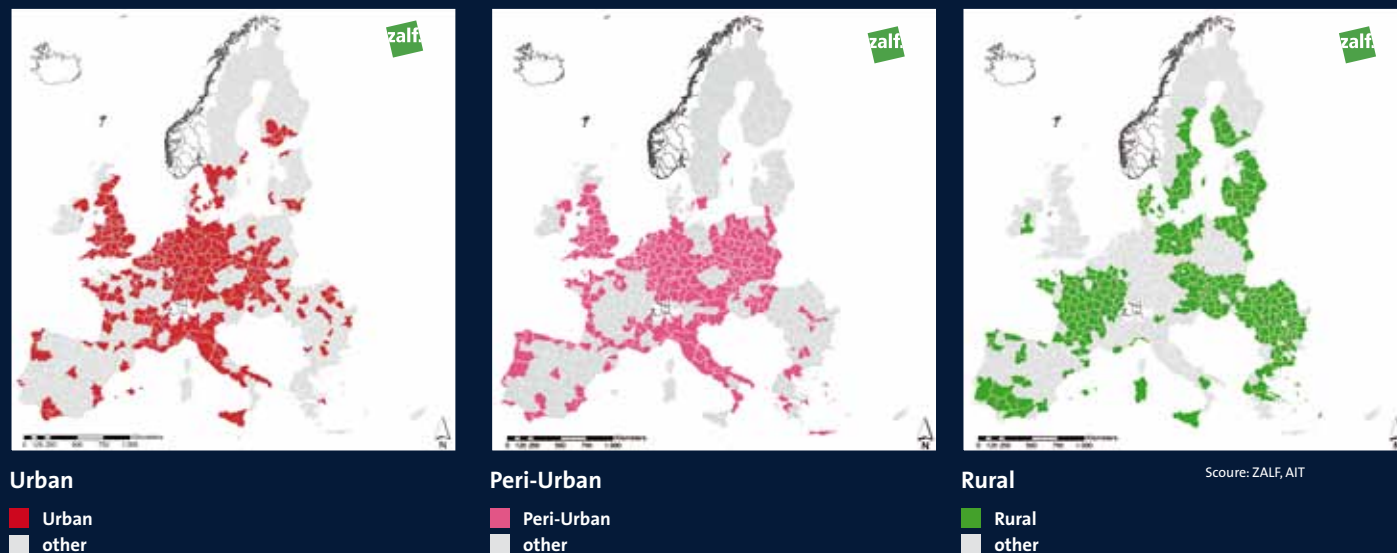 zalf.
zalf.
zalf.
N
N
Urban
Peri-Urban
Rural
Scoure: ZALF, AIT
Urban
other
Peri-Urban
other
Rural
other